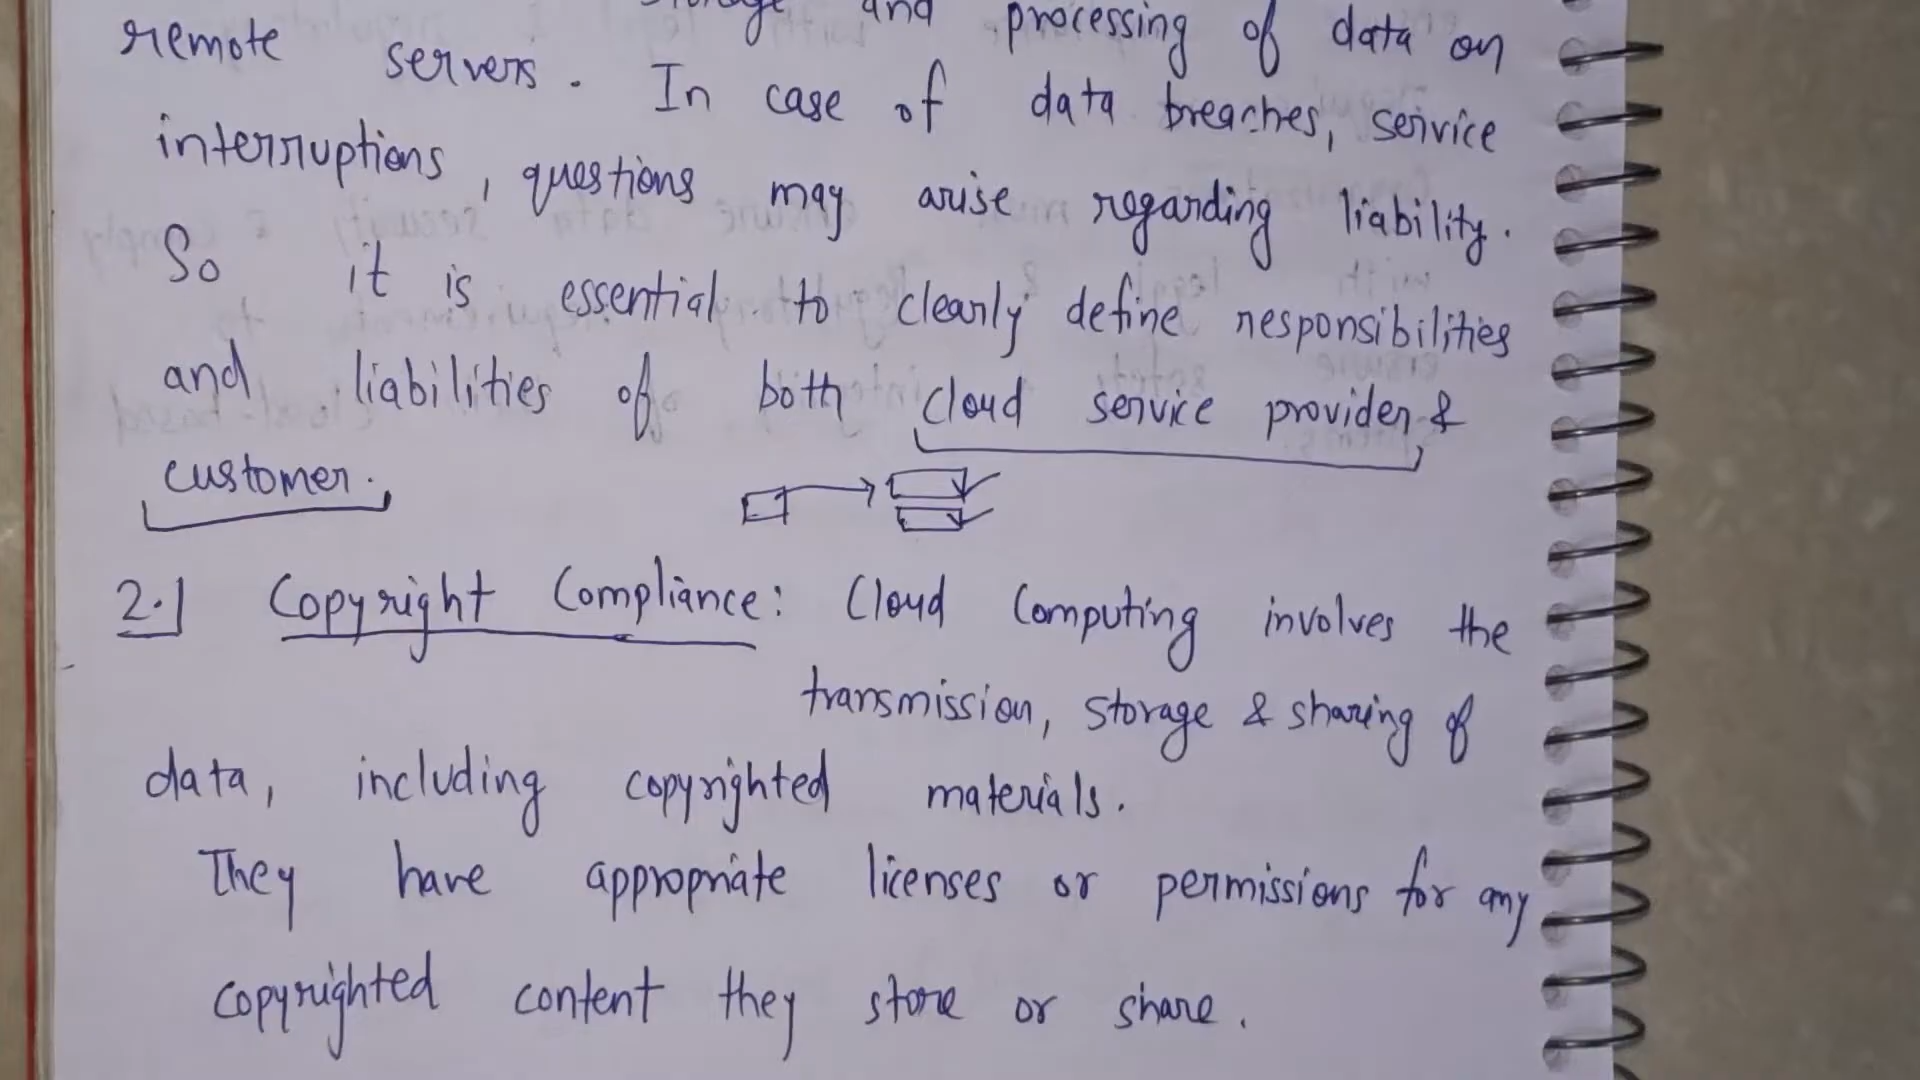 storage and processing of data on
remote servers. In case of data breaches, service
interruptions, questions may arise regarding liability.
So it is essential to clearly define responsibilities
and liabilities of both cloud service provider &
customer.
2.] Copyright Compliance: Cloud Computing involves the
transmission, storage & sharing of
data, including copyrighted materials.
They have appropriate licenses or permissions for any
copyrighted content they store or share.